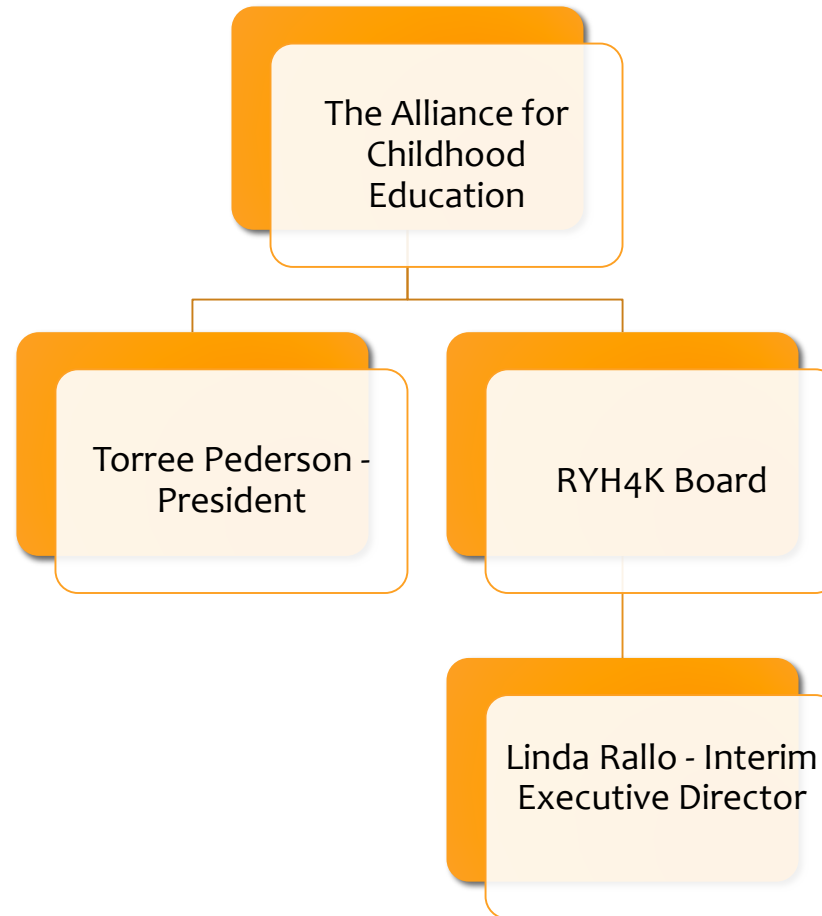 The Alliance for
Childhood
Education
Torree Pederson -
President
RYH4K Board
Linda Rallo - Interim
Executive Director